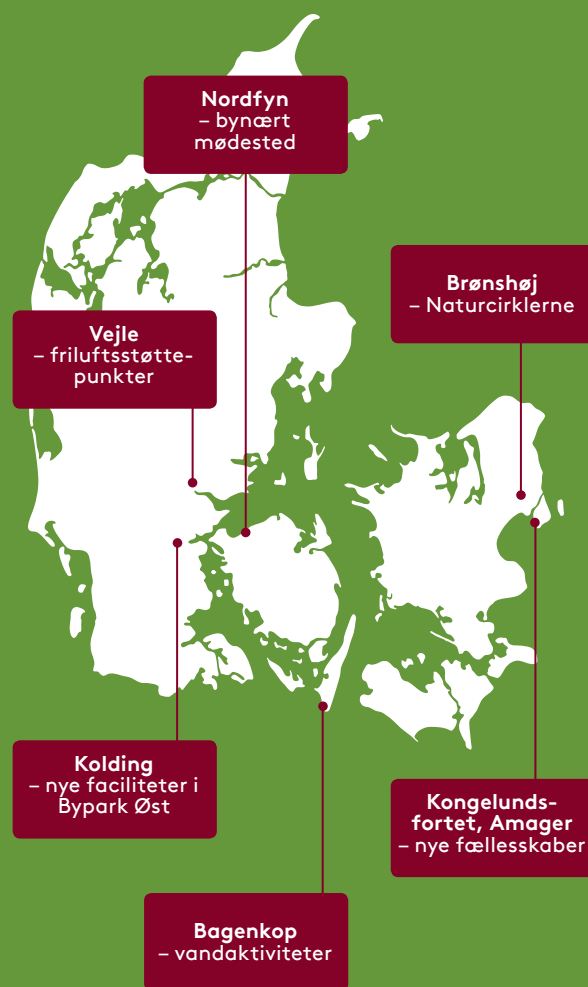 Nordfyn
– bynært
mødested
Brønshøj
– Naturcirklerne
Vejle
– friluftsstøtte-
punkter
Kolding
– nye faciliteter i
Bypark Øst
Kongelunds-
fortet, Amager
– nye fællesskaber
Bagenkop
– vandaktiviteter